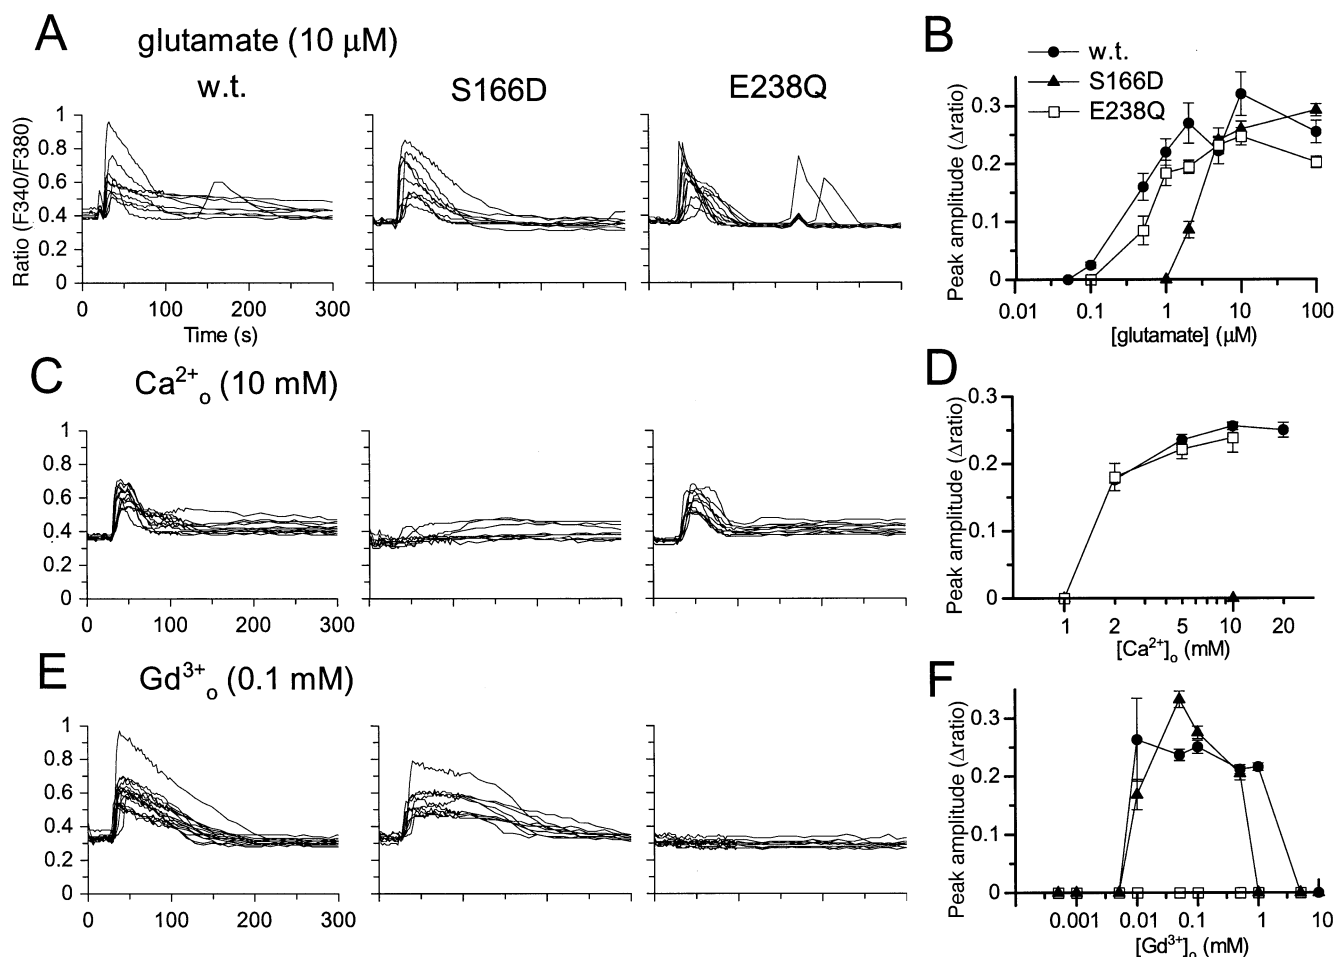 A
glutamate (10 µM)
w.t.
S166D
E238Q
Ratio (F340/F380)
1
0.8
0.6
0.4
0.2
0
0 100 200 300
Time (s)
B
w.t.
S166D
E238Q
Peak amplitude (Δratio)
0.3
0.2
0.1
0
0.01 0.1 1 10 100
[glutamate] (µM)
C
Ca2+o (10 mM)
1
0.8
0.6
0.4
0.2
0
0 100 200 300
D
Peak amplitude (Δratio)
0.3
0.2
0.1
0
1 2 5 10 20
[Ca2+]o (mM)
E
Gd3+o (0.1 mM)
1
0.8
0.6
0.4
0.2
0
0 100 200 300
F
Peak amplitude (Δratio)
0.3
0.2
0.1
0
0.001 0.01 0.1 1 10
[Gd3+]o (mM)